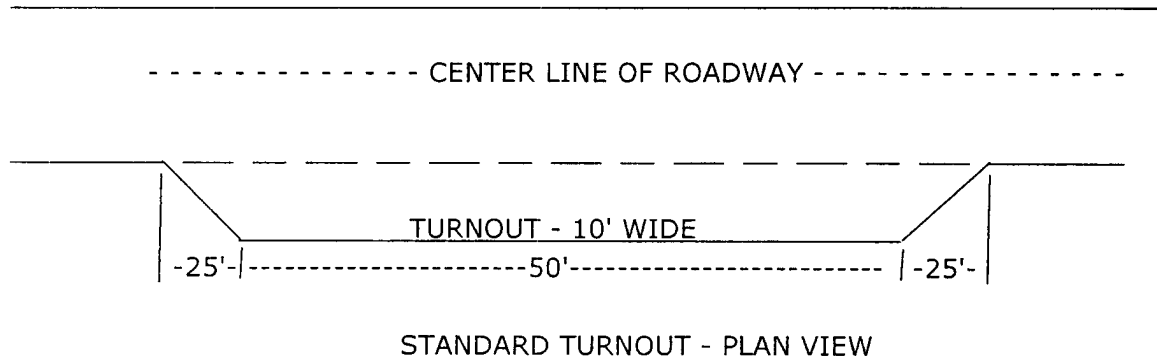 - - - - - - - - - - - - - CENTER LINE OF ROADWAY - - - - - - - - - - - - - -
TURNOUT - 10' WIDE
-25'-|-----------------------50'---------------------------- | -25'-
STANDARD TURNOUT - PLAN VIEW